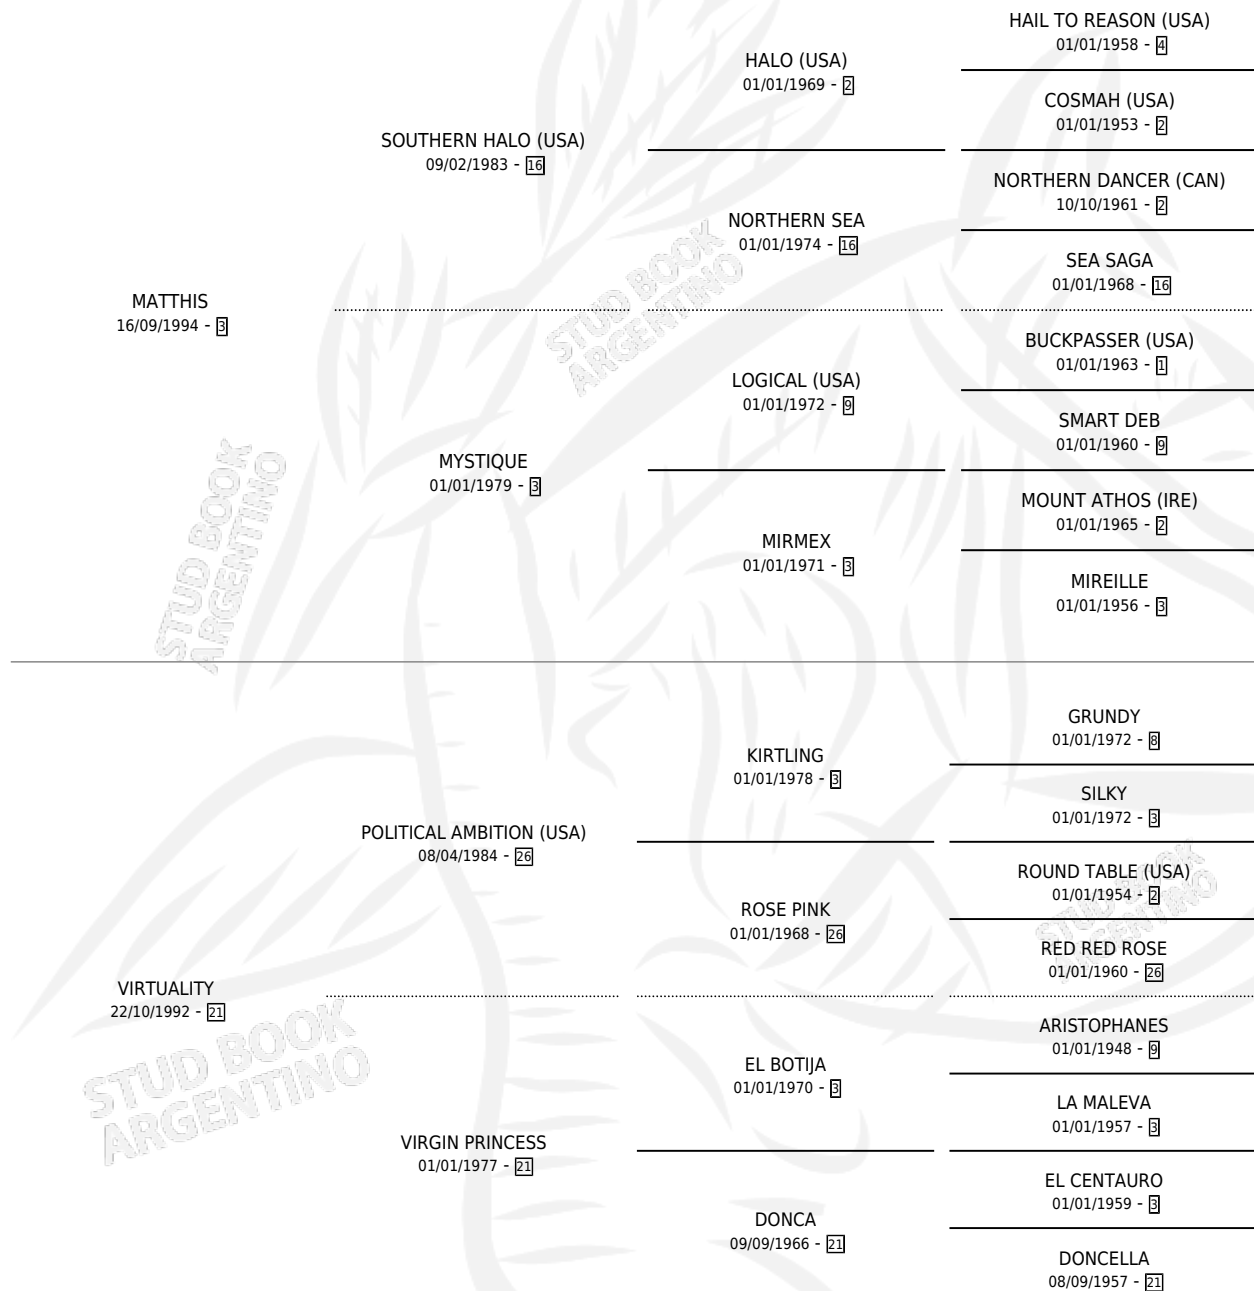 HAIL TO REASON (USA)
01/01/1958 - 4
HALO (USA)
01/01/1969 - 2
COSMAH (USA)
01/01/1953 - 2
SOUTHERN HALO (USA)
09/02/1983 - 16
NORTHERN DANCER (CAN)
10/10/1961 - 2
NORTHERN SEA
01/01/1974 - 16
SEA SAGA
01/01/1968 - 16
MATTHIS
16/09/1994 - 3
BUCKPASSER (USA)
01/01/1963 - 1
LOGICAL (USA)
01/01/1972 - 9
SMART DEB
01/01/1960 - 9
MYSTIQUE
01/01/1979 - 3
MOUNT ATHOS (IRE)
01/01/1965 - 2
MIRMEX
01/01/1971 - 3
MIREILLE
01/01/1956 - 3
GRUNDY
01/01/1972 - 8
KIRTLING
01/01/1978 - 3
SILKY
01/01/1972 - 3
POLITICAL AMBITION (USA)
08/04/1984 - 26
ROUND TABLE (USA)
01/01/1954 - 2
ROSE PINK
01/01/1968 - 26
RED RED ROSE
01/01/1960 - 26
VIRTUALITY
22/10/1992 - 21
ARISTOPHANES
01/01/1948 - 9
EL BOTIJA
01/01/1970 - 3
LA MALEVA
01/01/1957 - 3
VIRGIN PRINCESS
01/01/1977 - 21
EL CENTAURO
01/01/1959 - 3
DONCA
09/09/1966 - 21
DONCELLA
08/09/1957 - 21
STUD BOOK
ARGENTINO
STUD BOOK
ARGENTINO
STUD BOOK
ARGENTINO
STUD BOOK
ARGENTINO